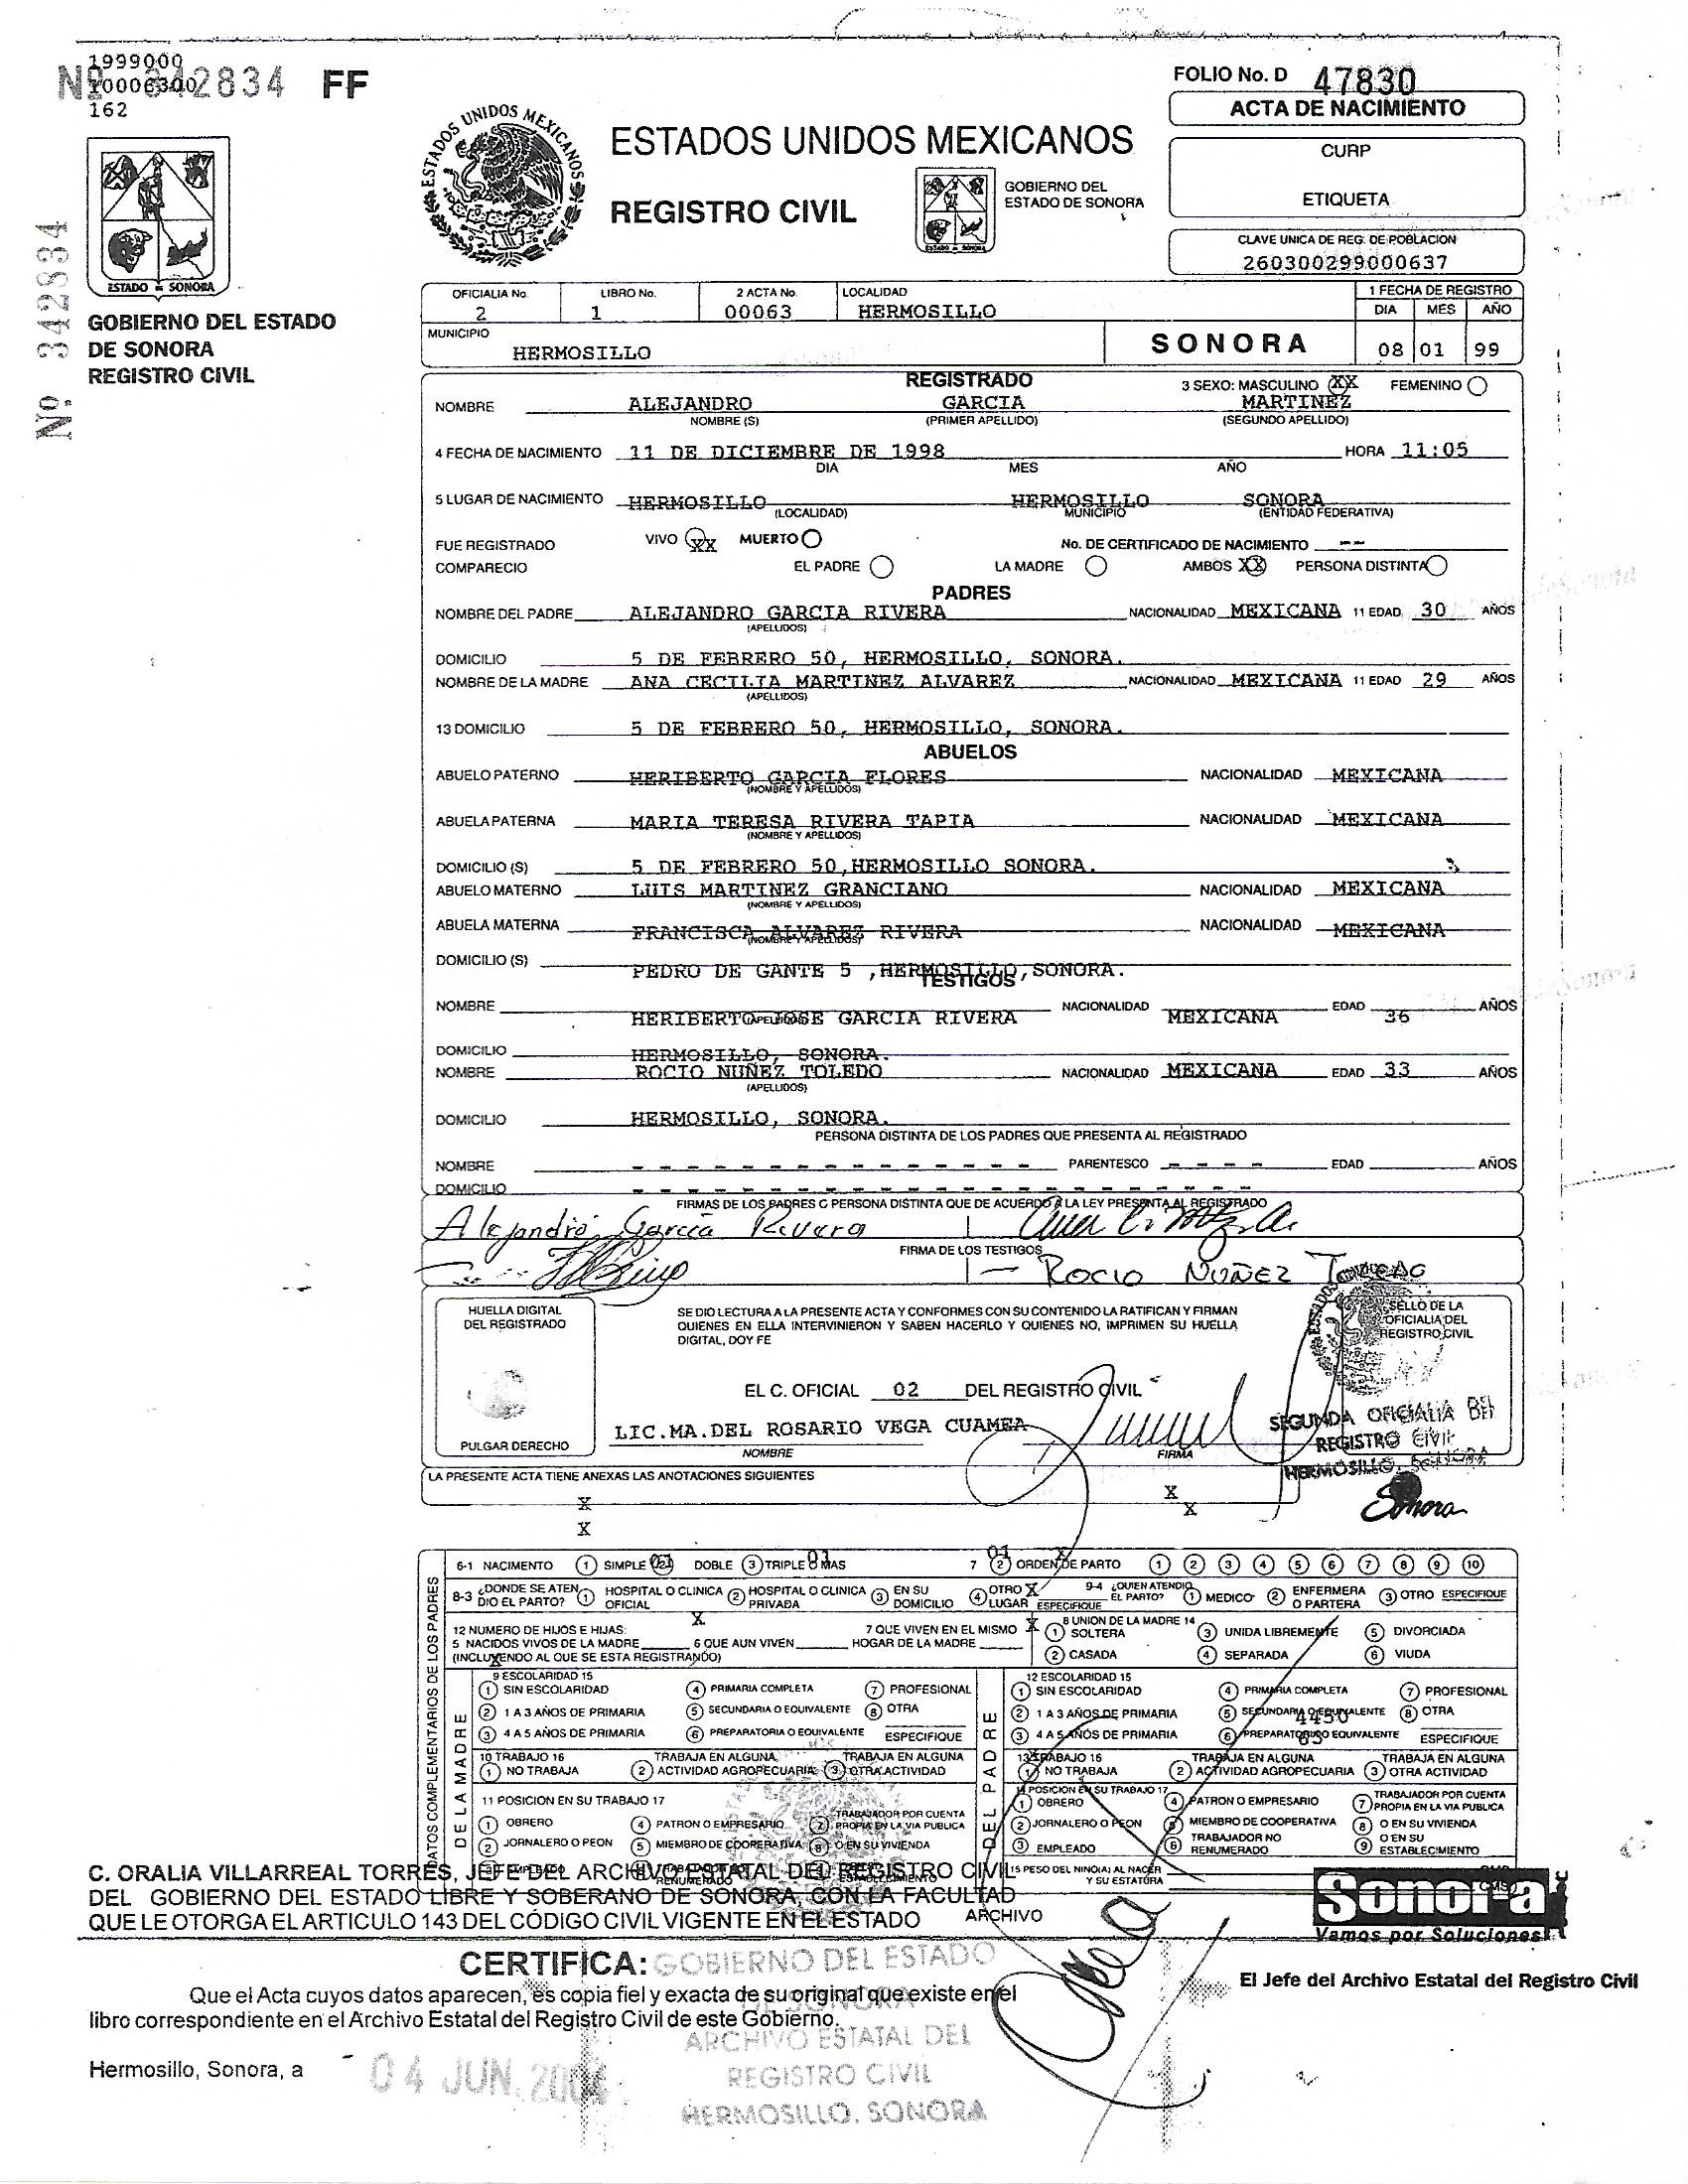 1999000
Nº 342834 FF
10006300
162
FOLIO No. D 47830
ACTA DE NACIMIENTO
ESTADOS UNIDOS MEXICANOS
ESTADOS UNIDOS MEXICANOS
CURP
ETIQUETA
REGISTRO CIVIL
GOBIERNO DEL
ESTADO DE SONORA
CLAVE UNICA DE REG. DE POBLACION
260300299000637
No. 342834
ESTADO DE SONORA
GOBIERNO DEL ESTADO
DE SONORA
REGISTRO CIVIL
OFICIALIA No. LIBRO No. 2 ACTA No. LOCALIDAD 1 FECHA DE REGISTRO
DIA MES AÑO
2 1 00063 HERMOSILLO
MUNICIPIO
HERMOSILLO SONORA 08 01 99
REGISTRADO 3 SEXO: MASCULINO XX FEMENINO
NOMBRE ALEJANDRO GARCIA MARTINEZ
NOMBRE (S) (PRIMER APELLIDO) (SEGUNDO APELLIDO)
4 FECHA DE NACIMIENTO 11 DE DICIEMBRE DE 1998 HORA 11:05
DIA MES AÑO
5 LUGAR DE NACIMIENTO HERMOSILLO HERMOSILLO SONORA
(LOCALIDAD) MUNICIPIO (ENTIDAD FEDERATIVA)
FUE REGISTRADO VIVO XX MUERTO No. DE CERTIFICADO DE NACIMIENTO --
COMPARECIO EL PADRE LA MADRE AMBOS XX PERSONA DISTINTA
PADRES
NOMBRE DEL PADRE ALEJANDRO GARCIA RIVERA NACIONALIDAD MEXICANA 11 EDAD 30 AÑOS
(APELLIDOS)
DOMICILIO 5 DE FEBRERO 50, HERMOSILLO, SONORA.
NOMBRE DE LA MADRE ANA CECILIA MARTINEZ ALVAREZ NACIONALIDAD MEXICANA 11 EDAD 29 AÑOS
(APELLIDOS)
13 DOMICILIO 5 DE FEBRERO 50, HERMOSILLO, SONORA.
ABUELOS
ABUELO PATERNO HERIBERTO GARCIA FLORES NACIONALIDAD MEXICANA
(NOMBRE Y APELLIDOS)
ABUELA PATERNA MARIA TERESA RIVERA TAPIA NACIONALIDAD MEXICANA
(NOMBRE Y APELLIDOS)
DOMICILIO (S) 5 DE FEBRERO 50,HERMOSILLO SONORA.
ABUELO MATERNO LUIS MARTINEZ GRANCIANO NACIONALIDAD MEXICANA
(NOMBRE Y APELLIDOS)
ABUELA MATERNA FRANCISCA ALVAREZ RIVERA NACIONALIDAD MEXICANA
(NOMBRE Y APELLIDOS)
DOMICILIO (S) PEDRO DE GANTE 5 ,HERMOSILLO,SONORA.
TESTIGOS
NOMBRE HERIBERTO JOSE GARCIA RIVERA NACIONALIDAD MEXICANA EDAD 36 AÑOS
DOMICILIO HERMOSILLO, SONORA.
NOMBRE ROCIO NUÑEZ TOLEDO NACIONALIDAD MEXICANA EDAD 33 AÑOS
(APELLIDOS)
DOMICILIO HERMOSILLO, SONORA.
PERSONA DISTINTA DE LOS PADRES QUE PRESENTA AL REGISTRADO
NOMBRE - - - - - - - - - - - - - - - PARENTESCO - - - - EDAD AÑOS
DOMICILIO - - - - - - - - - - - - - - - - - - - - - - - -
FIRMAS DE LOS PADRES O PERSONA DISTINTA QUE DE ACUERDO A LA LEY PRESENTA AL REGISTRADO
Alejandro Garcia Rivera
FIRMA DE LOS TESTIGOS
ROCIO NUÑEZ TOLEDO
HUELLA DIGITAL
DEL REGISTRADO
SE DIO LECTURA A LA PRESENTE ACTA Y CONFORMES CON SU CONTENIDO LA RATIFICAN Y FIRMAN
QUIENES EN ELLA INTERVINIERON Y SABEN HACERLO Y QUIENES NO, IMPRIMEN SU HUELLA
DIGITAL, DOY FE
SELLO DE LA
OFICIALIA DEL
REGISTRO CIVIL
EL C. OFICIAL 02 DEL REGISTRO CIVIL
LIC.MA.DEL ROSARIO VEGA CUAMEA
PULGAR DERECHO NOMBRE FIRMA
SEGUNDA OFICIALIA DEL
REGISTRO CIVIL
HERMOSILLO, SONORA
Sonora
LA PRESENTE ACTA TIENE ANEXAS LAS ANOTACIONES SIGUIENTES
X X
X
X
DATOS COMPLEMENTARIOS DE LOS PADRES
6-1 NACIMENTO 1 SIMPLE 2 DOBLE 3 TRIPLE O MAS 01 7 01 2 ORDEN DE PARTO X 1 2 3 4 5 6 7 8 9 10
8-3 ¿DONDE SE ATEN DIO EL PARTO? 1 HOSPITAL O CLINICA OFICIAL 2 HOSPITAL O CLINICA PRIVADA 3 EN SU DOMICILIO 4 OTRO LUGAR X ESPECIFIQUE 9-4 ¿QUIEN ATENDIO EL PARTO? 1 MEDICO 2 ENFERMERA O PARTERA 3 OTRO ESPECIFIQUE
X
12 NUMERO DE HIJOS E HIJAS: 7 QUE VIVEN EN EL MISMO X
5 NACIDOS VIVOS DE LA MADRE 6 QUE AUN VIVEN HOGAR DE LA MADRE
(INCLUYENDO AL QUE SE ESTA REGISTRANDO)
8 UNION DE LA MADRE 14
1 SOLTERA 3 UNIDA LIBREMENTE 5 DIVORCIADA
2 CASADA 4 SEPARADA 6 VIUDA
DE LA MADRE
9 ESCOLARIDAD 15
1 SIN ESCOLARIDAD 4 PRIMARIA COMPLETA 7 PROFESIONAL
2 1 A 3 AÑOS DE PRIMARIA 5 SECUNDARIA O EQUIVALENTE 8 OTRA
3 4 A 5 AÑOS DE PRIMARIA 6 PREPARATORIA O EQUIVALENTE ESPECIFIQUE
10 TRABAJO 16
1 NO TRABAJA 2 TRABAJA EN ALGUNA ACTIVIDAD AGROPECUARIA 3 TRABAJA EN ALGUNA OTRA ACTIVIDAD
11 POSICION EN SU TRABAJO 17
1 OBRERO 4 PATRON O EMPRESARIO 7 TRABAJADOR POR CUENTA PROPIA EN LA VIA PUBLICA
2 JORNALERO O PEON 5 MIEMBRO DE COOPERATIVA 8 O EN SU VIVIENDA
3 EMPLEADO
DEL PADRE
12 ESCOLARIDAD 15
1 SIN ESCOLARIDAD 4 PRIMARIA COMPLETA 7 PROFESIONAL
2 1 A 3 AÑOS DE PRIMARIA 5 SECUNDARIA O EQUIVALENTE 8 OTRA
4450
3 4 A 5 AÑOS DE PRIMARIA 6 PREPARATORIA O EQUIVALENTE ESPECIFIQUE
13 TRABAJO 16
1 NO TRABAJA 2 TRABAJA EN ALGUNA ACTIVIDAD AGROPECUARIA 3 TRABAJA EN ALGUNA OTRA ACTIVIDAD
14 POSICION EN SU TRABAJO 17
1 OBRERO 4 PATRON O EMPRESARIO 7 TRABAJADOR POR CUENTA PROPIA EN LA VIA PUBLICA
2 JORNALERO O PEON 5 MIEMBRO DE COOPERATIVA 8 O EN SU VIVIENDA
3 EMPLEADO 6 TRABAJADOR NO RENUMERADO 9 O EN SU ESTABLECIMIENTO
15 PESO DEL NIÑO(A) AL NACER
Y SU ESTATURA
CMS
ARCHIVO
C. ORALIA VILLARREAL TORRES, JEFE DEL ARCHIVO ESTATAL DEL REGISTRO CIVIL
DEL GOBIERNO DEL ESTADO LIBRE Y SOBERANO DE SONORA, CON LA FACULTAD
QUE LE OTORGA EL ARTICULO 143 DEL CÓDIGO CIVIL VIGENTE EN EL ESTADO
Sonora
Vamos por Soluciones
CERTIFICA:
GOBIERNO DEL ESTADO
DE SONORA
El Jefe del Archivo Estatal del Registro Civil
Que el Acta cuyos datos aparecen, es copia fiel y exacta de su original que existe en el
libro correspondiente en el Archivo Estatal del Registro Civil de este Gobierno.
ARCHIVO ESTATAL DEL
REGISTRO CIVIL
HERMOSILLO, SONORA
Hermosillo, Sonora, a 04 JUN. 2004